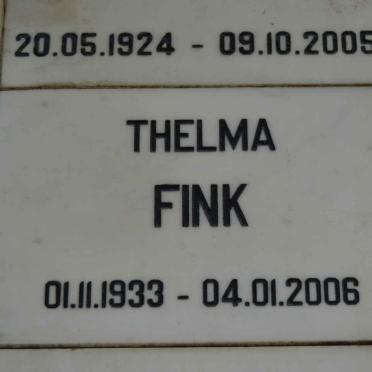 20.05.1924 - 09.10.2005
THELMA
FINK
01.11.1933 - 04.01.2006